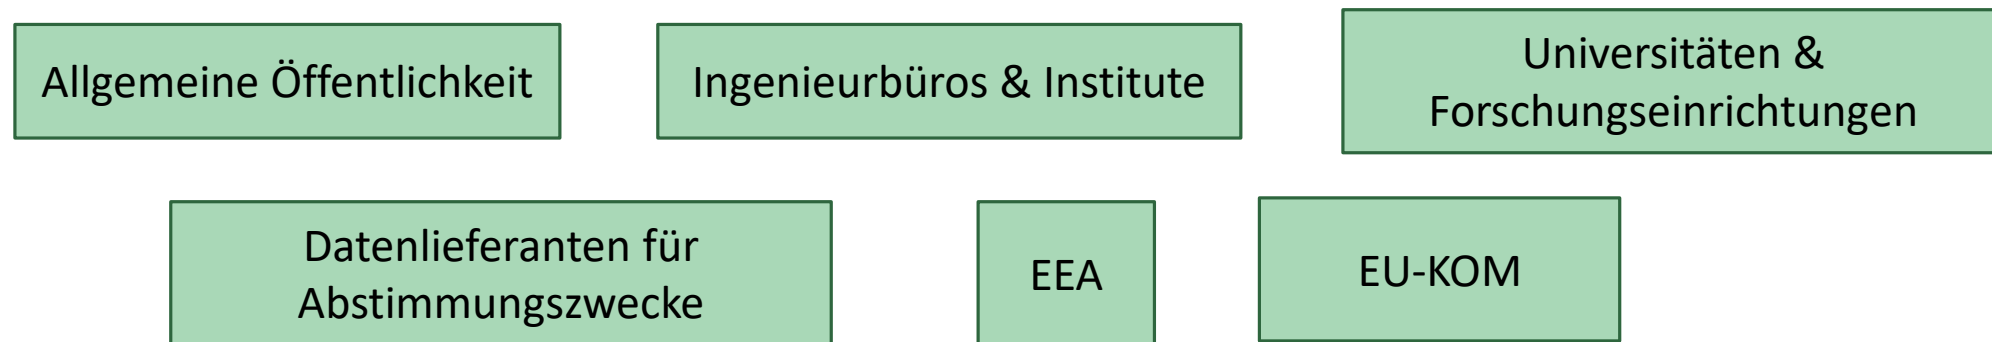 Allgemeine Öffentlichkeit
Ingenieurbüros & Institute
Universitäten &
Forschungseinrichtungen
Datenlieferanten für
Abstimmungszwecke
EEA
EU-KOM